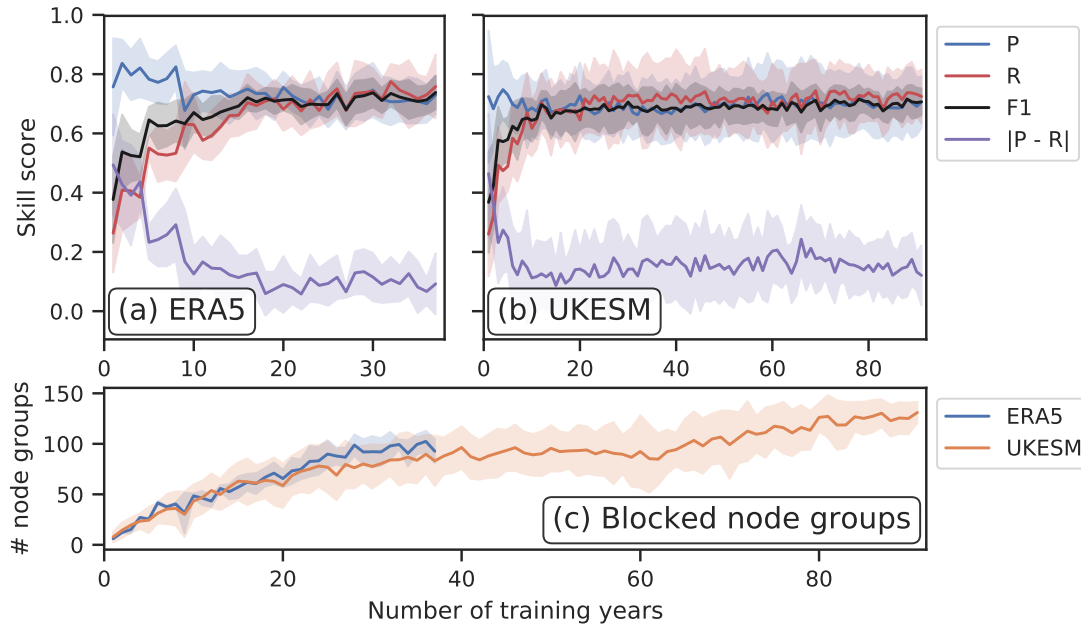 1.0
0.8
0.6
0.4
0.2
0.0
Skill score
(a) ERA5
(b) UKESM
0 10 20 30
0 20 40 60 80
P
R
F1
|P - R|
150
100
50
0
# node groups
(c) Blocked node groups
0 20 40 60 80
Number of training years
ERA5
UKESM